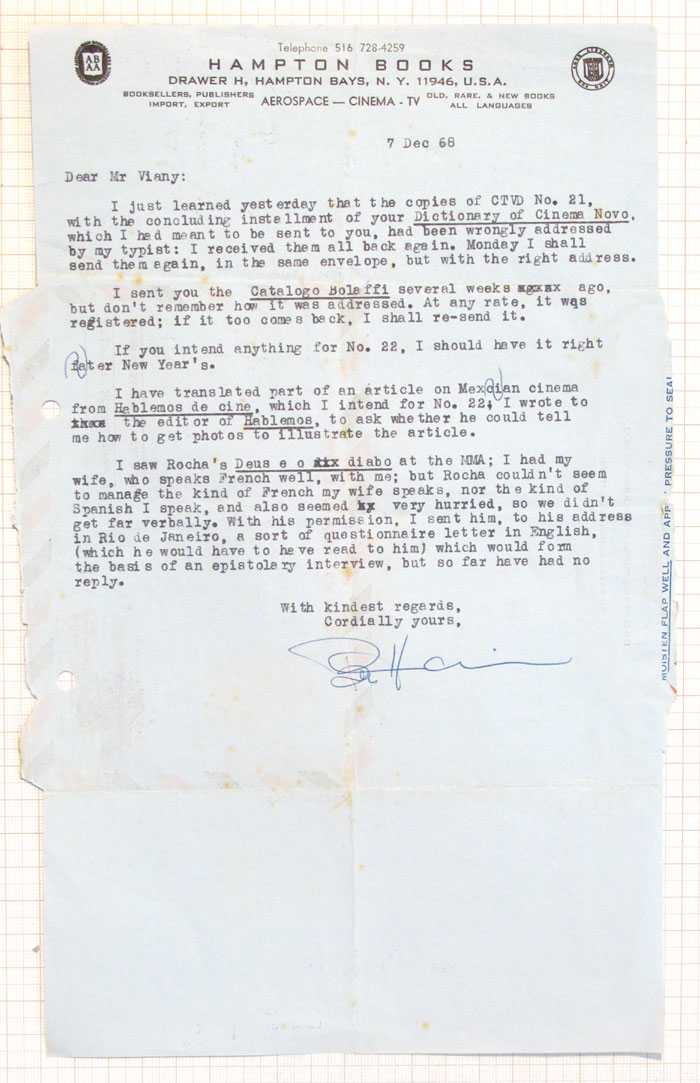 Telephone 516 728-4259
ABAA
HAMPTON BOOKS
DRAWER H, HAMPTON BAYS, N. Y. 11946, U.S.A.
BOOKSELLERS, PUBLISHERS
IMPORT, EXPORT
AEROSPACE — CINEMA - TV
OLD, RARE, & NEW BOOKS
ALL LANGUAGES
7 Dec 68
Dear Mr Viany:
I just learned yesterday that the copies of CTVD No. 21,
with the concluding installment of your Dictionary of Cinema Novo,
which I had meant to be sent to you, had been wrongly addressed
by my typist: I received them all back again. Monday I shall
send them again, in the same envelope, but with the right address.
I sent you the Catalogo Bolaffi several weeks ago,
but don't remember how it was addressed. At any rate, it was
registered; if it too comes back, I shall re-send it.
If you intend anything for No. 22, I should have it right
fater New Year's.
I have translated part of an article on Mexcian cinema
from Hablemos de cine, which I intend for No. 22; I wrote to
the editor of Hablemos, to ask whether he could tell
me how to get photos to illustrate the article.
I saw Rocha's Deus e o diabo at the MMA; I had my
wife, who speaks French well, with me; but Rocha couldn't seem
to manage the kind of French my wife speaks, nor the kind of
Spanish I speak, and also seemed very hurried, so we didn't
get far verbally. With his permission, I sent him, to his address
in Rio de Janeiro, a sort of questionnaire letter in English,
(which he would have to have read to him) which would form
the basis of an epistolary interview, but so far have had no
reply.
With kindest regards,
Cordially yours,
MOISTEN FLAP WELL AND APP PRESSURE TO SEAL